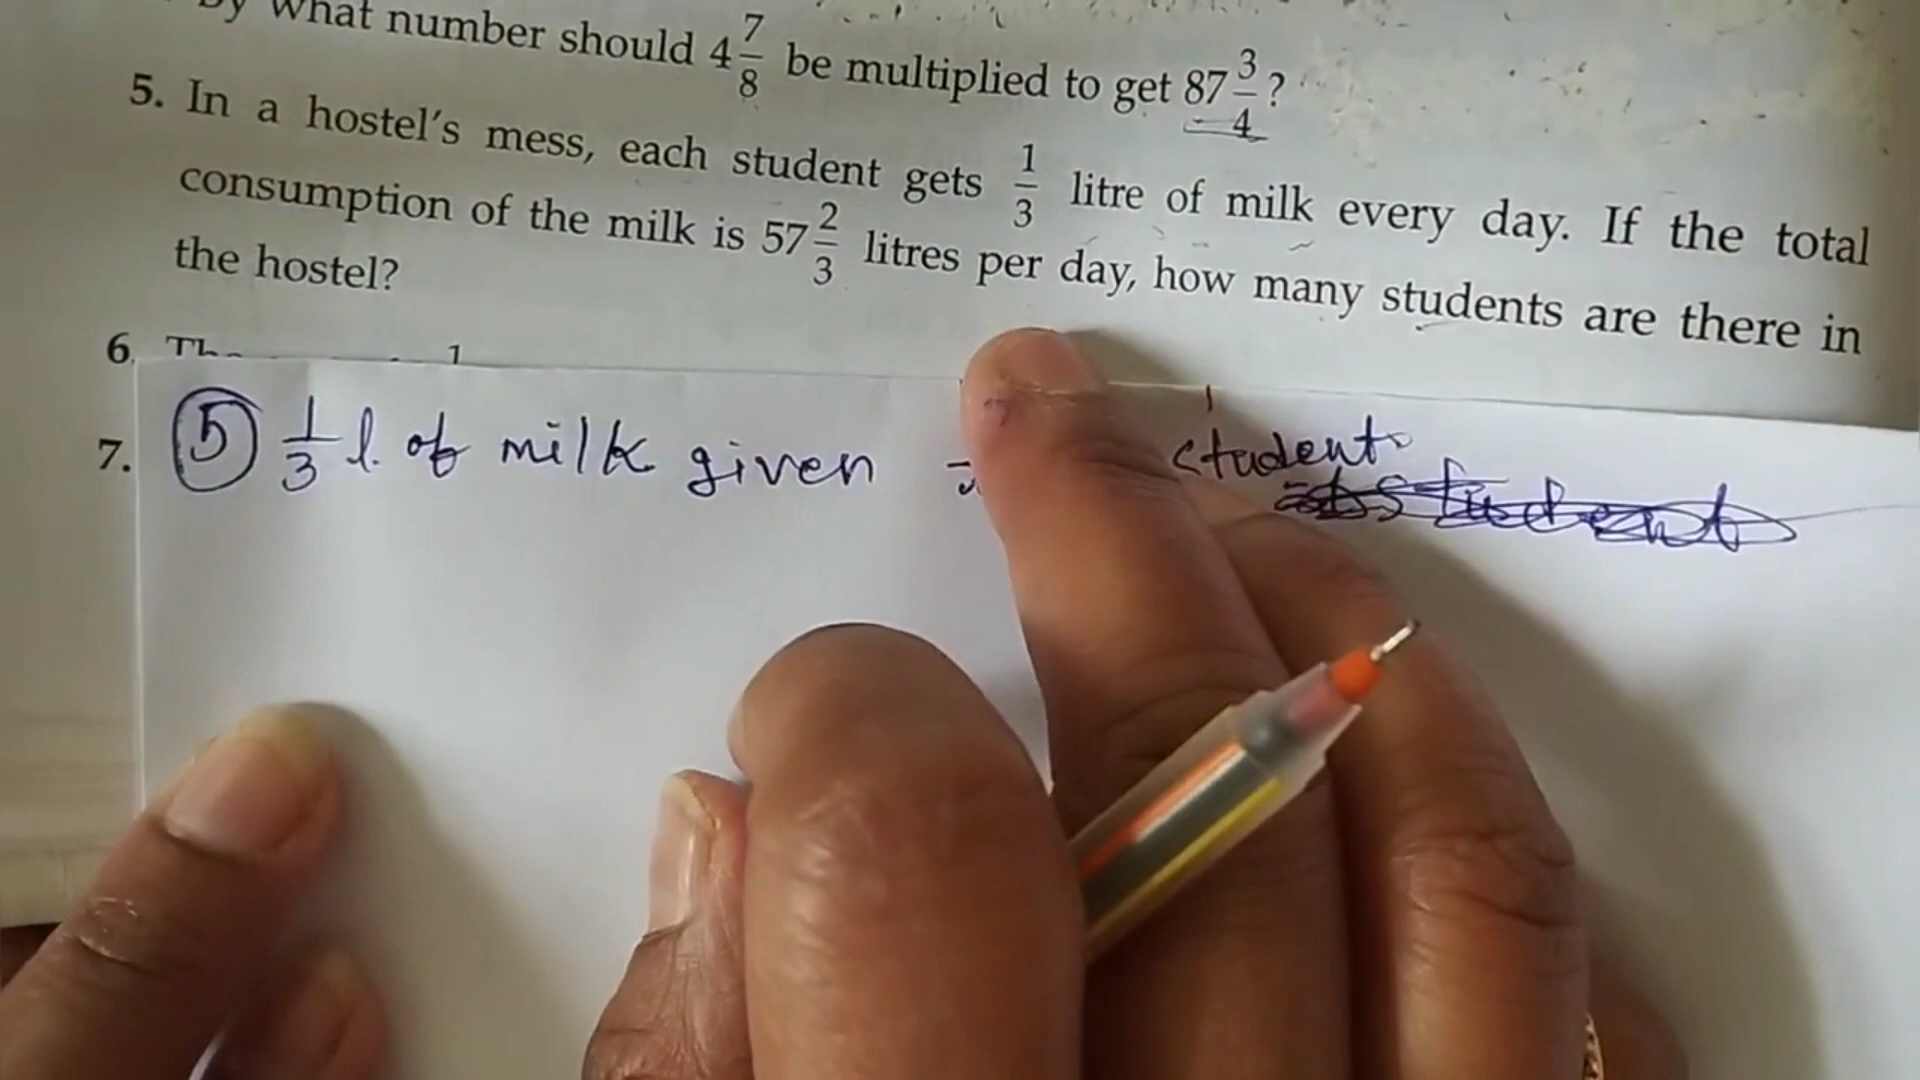 By what number should 4 7/8 be multiplied to get 87 3/4 ?
5. In a hostel's mess, each student gets 1/3 litre of milk every day. If the total
consumption of the milk is 57 2/3 litres per day, how many students are there in
the hostel?
6. 1
7.
5 1/3 l. of milk given student